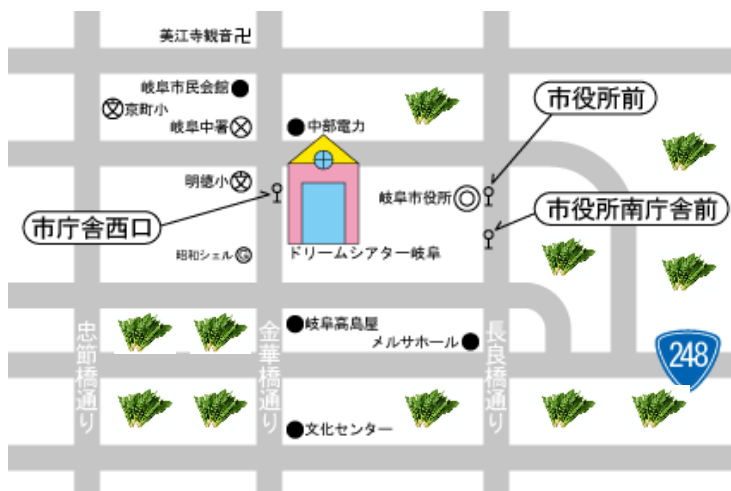 美江寺観音
岐阜市民会館
京町小
岐阜中署
中部電力
市役所前
明徳小
岐阜市役所
市庁舎西口
市役所南庁舎前
昭和シェル
ドリームシアター岐阜
岐阜高島屋
メルサホール
忠節橋通り
金華橋通り
長良橋通り
248
文化センター